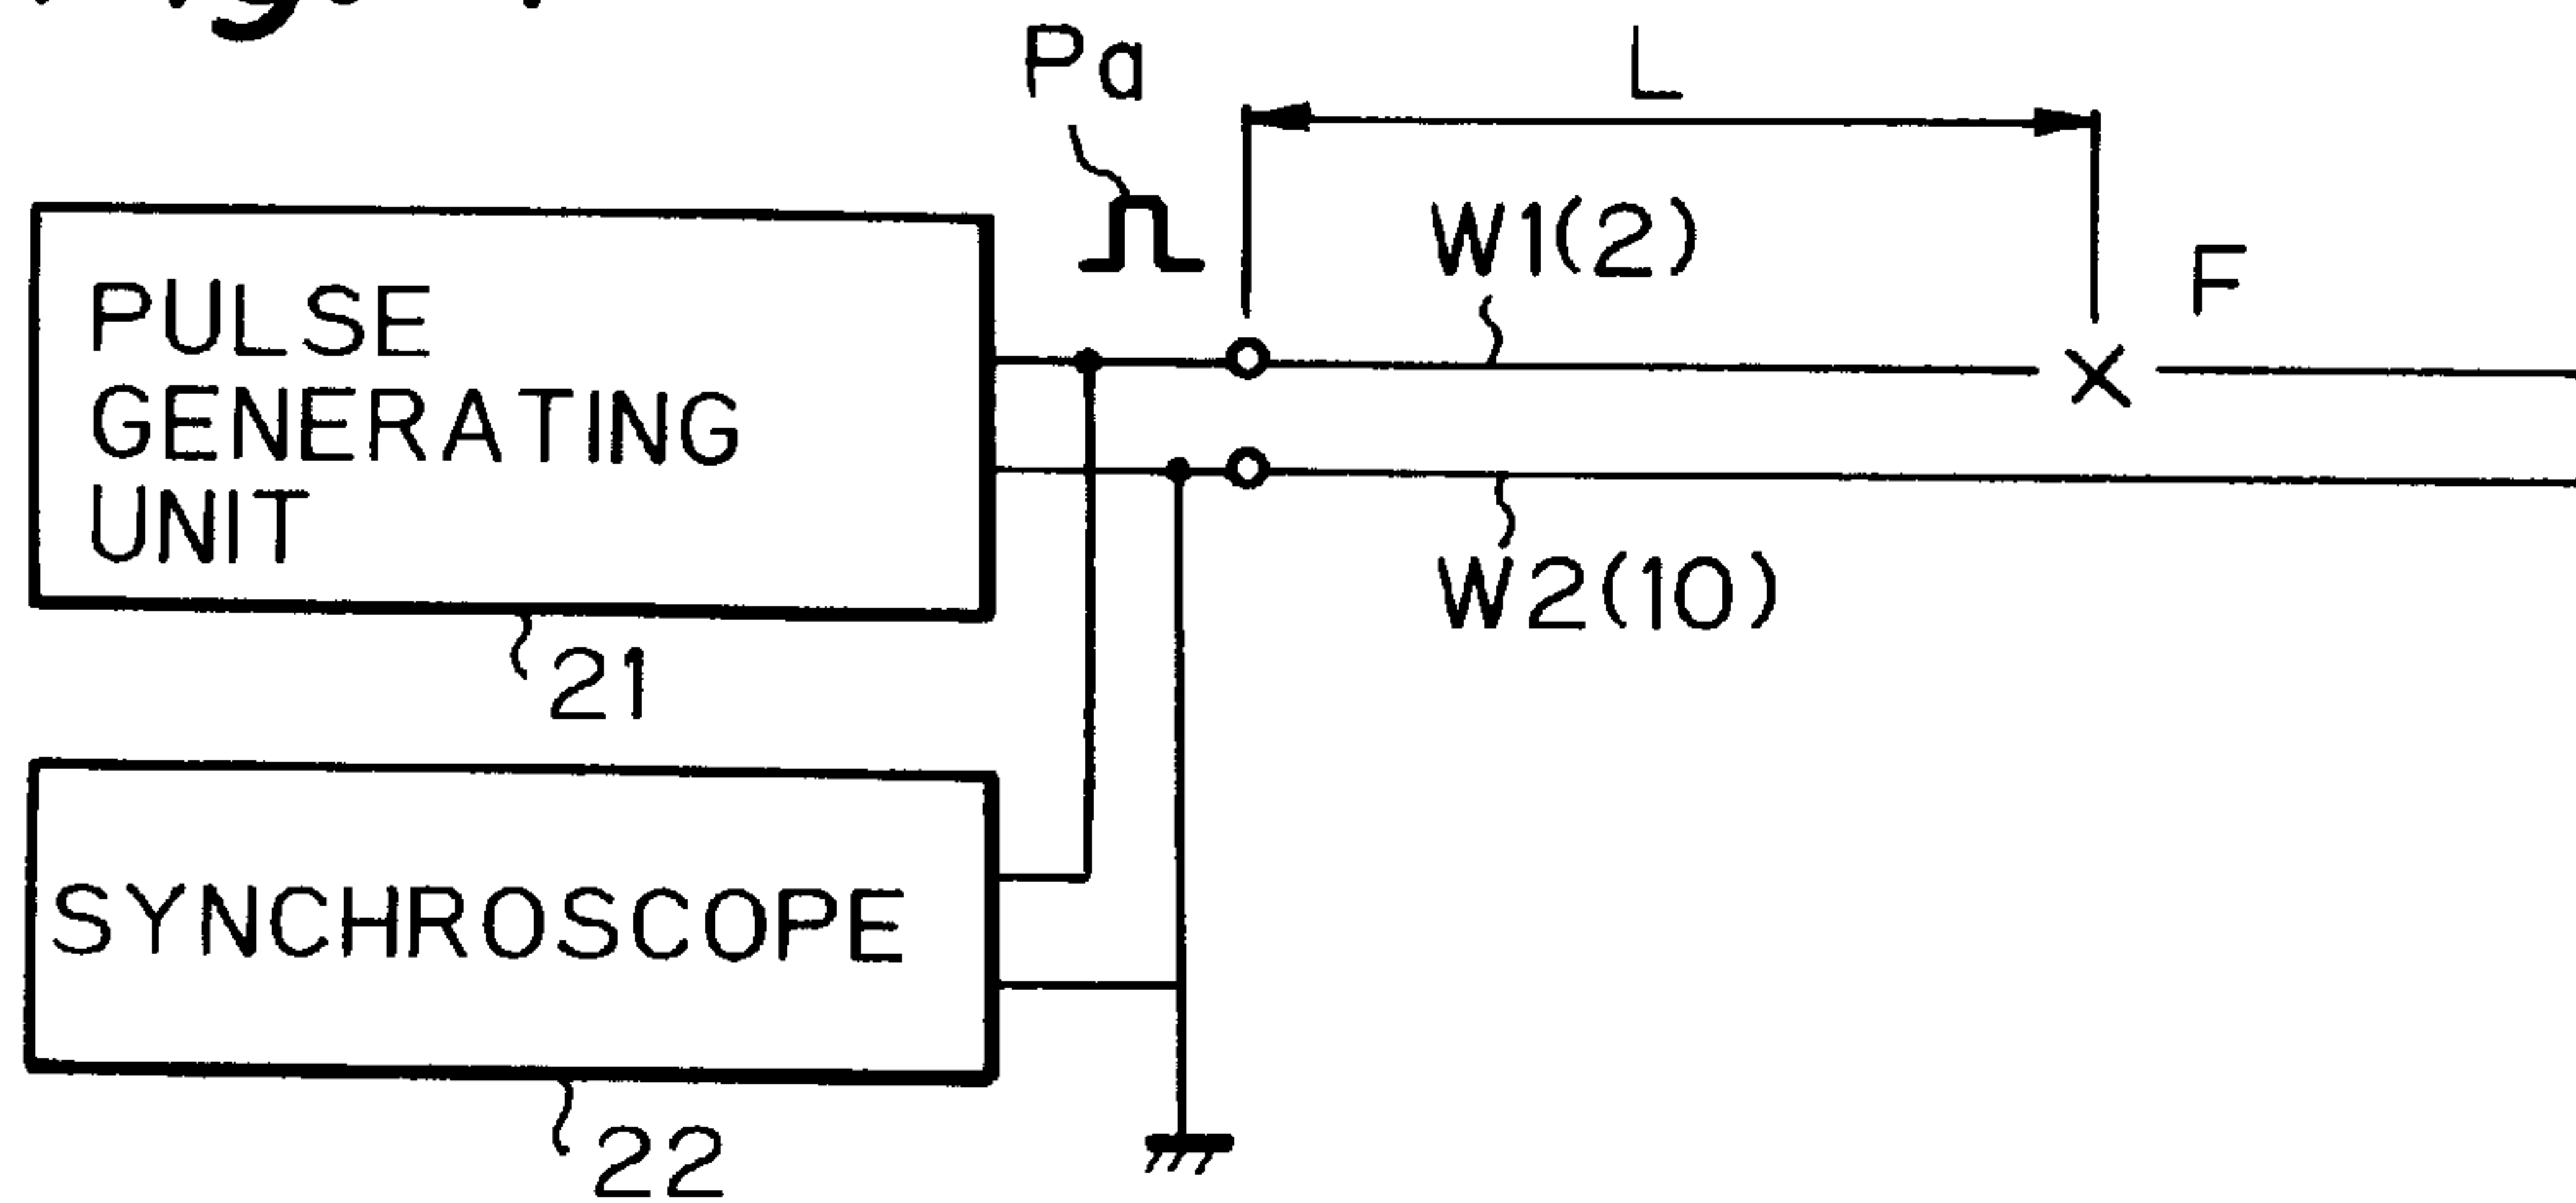 Pa
L
W1(2)
F
PULSE
GENERATING
UNIT
W2(10)
21
SYNCHROSCOPE
22